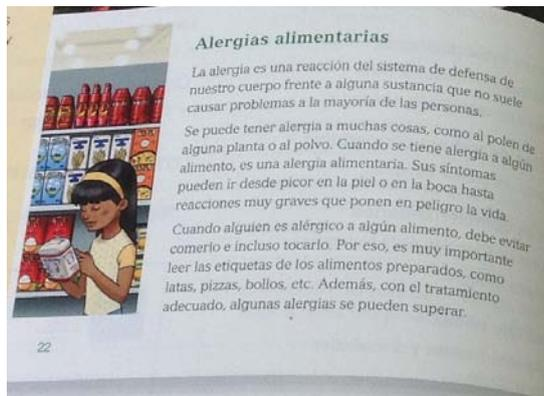 Alergias alimentarias
La alergia es una reacción del sistema de defensa de
nuestro cuerpo frente a alguna sustancia que no suele
causar problemas a la mayoría de las personas.
Se puede tener alergia a muchas cosas, como al polen de
alguna planta o al polvo. Cuando se tiene alergia a algún
alimento, es una alergia alimentaria. Sus síntomas
pueden ir desde picor en la piel o en la boca hasta
reacciones muy graves que ponen en peligro la vida.
Cuando alguien es alérgico a algún alimento, debe evitar
comerlo e incluso tocarlo. Por eso, es muy importante
leer las etiquetas de los alimentos preparados, como
latas, pizzas, bollos, etc. Además, con el tratamiento
adecuado, algunas alergias se pueden superar.
22